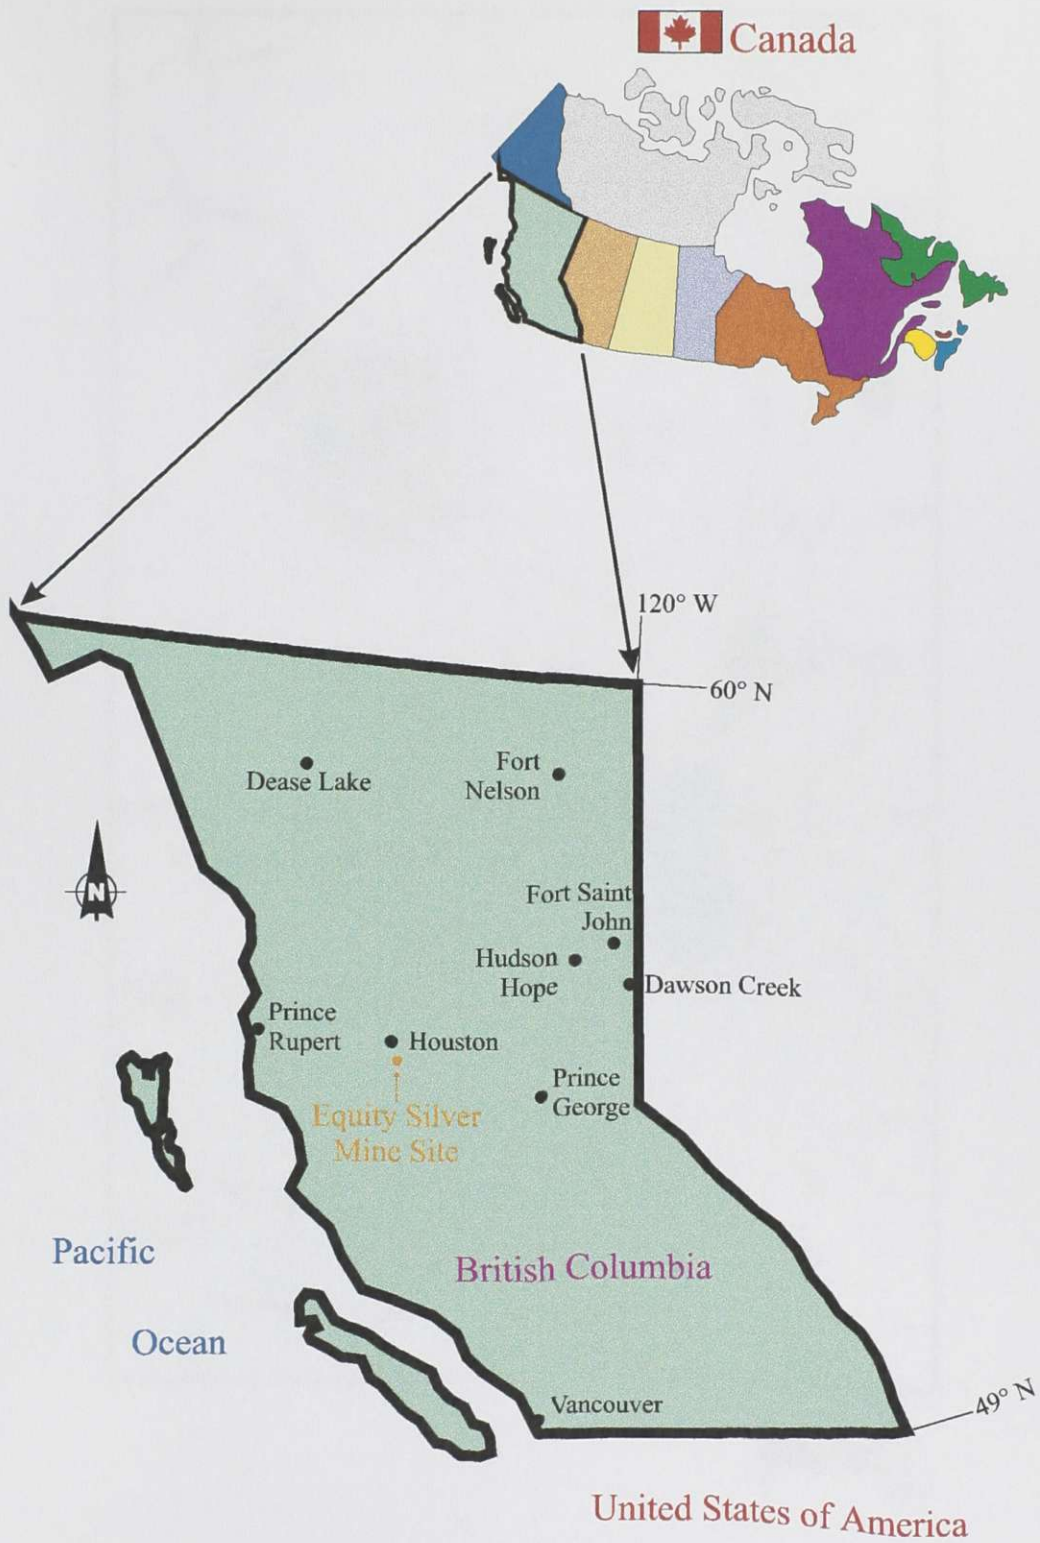 Canada
120° W
60° N
Dease Lake
Fort
Nelson
N
Fort Saint
John
Hudson
Hope
Dawson Creek
Prince
Rupert
Houston
Prince
George
Equity Silver
Mine Site
Pacific
Ocean
British Columbia
Vancouver
49° N
United States of America